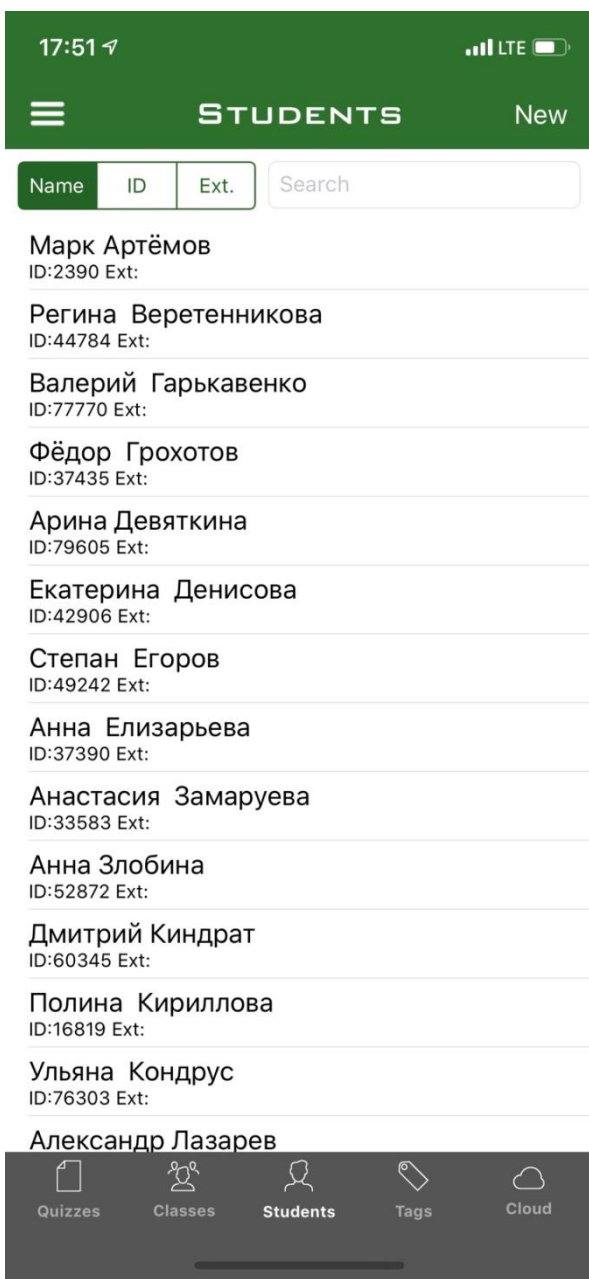 17:51 LTE
STUDENTS New
Name ID Ext. Search
Марк Артёмов
ID:2390 Ext:
Регина Веретенникова
ID:44784 Ext:
Валерий Гарькавенко
ID:77770 Ext:
Фёдор Грохотов
ID:37435 Ext:
Арина Девяткина
ID:79605 Ext:
Екатерина Денисова
ID:42906 Ext:
Степан Егоров
ID:49242 Ext:
Анна Елизарьева
ID:37390 Ext:
Анастасия Замаруева
ID:33583 Ext:
Анна Злобина
ID:52872 Ext:
Дмитрий Киндрат
ID:60345 Ext:
Полина Кириллова
ID:16819 Ext:
Ульяна Кондрус
ID:76303 Ext:
Александр Лазарев
Quizzes Classes Students Tags Cloud